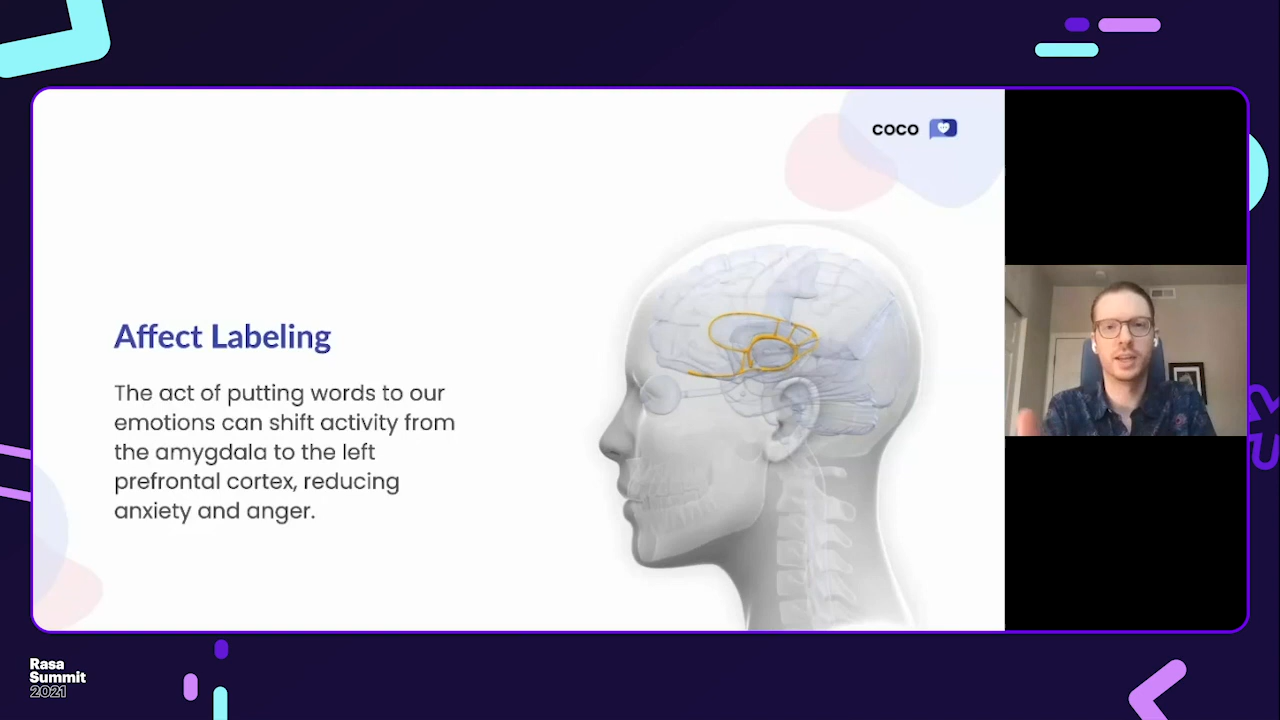 coco
Affect Labeling
The act of putting words to our
emotions can shift activity from
the amygdala to the left
prefrontal cortex, reducing
anxiety and anger.
Rasa
Summit
2021